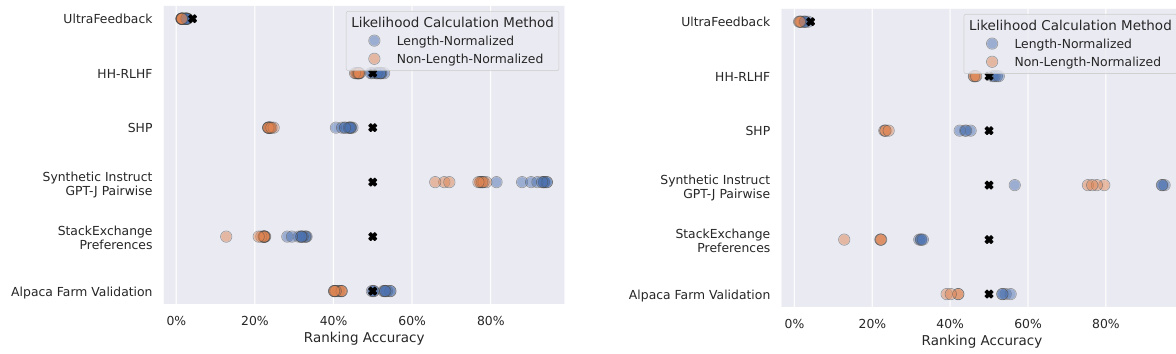 UltraFeedback
HH-RLHF
SHP
Synthetic Instruct
GPT-J Pairwise
StackExchange
Preferences
Alpaca Farm Validation
Likelihood Calculation Method
Length-Normalized
Non-Length-Normalized
0% 20% 40% 60% 80%
Ranking Accuracy
UltraFeedback
HH-RLHF
SHP
Synthetic Instruct
GPT-J Pairwise
StackExchange
Preferences
Alpaca Farm Validation
Likelihood Calculation Method
Length-Normalized
Non-Length-Normalized
0% 20% 40% 60% 80%
Ranking Accuracy